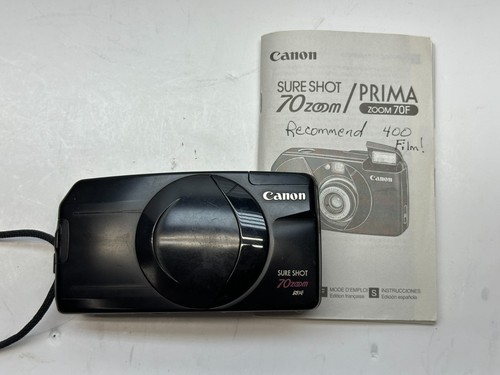 Canon
SURE SHOT
70 zoom / PRIMA
ZOOM 70F
Recommend 400
Film!
Canon
MODE D'EMPLOI
Edition française
S INSTRUCCIONES
Edición española
Canon
SURE SHOT
70 zoom